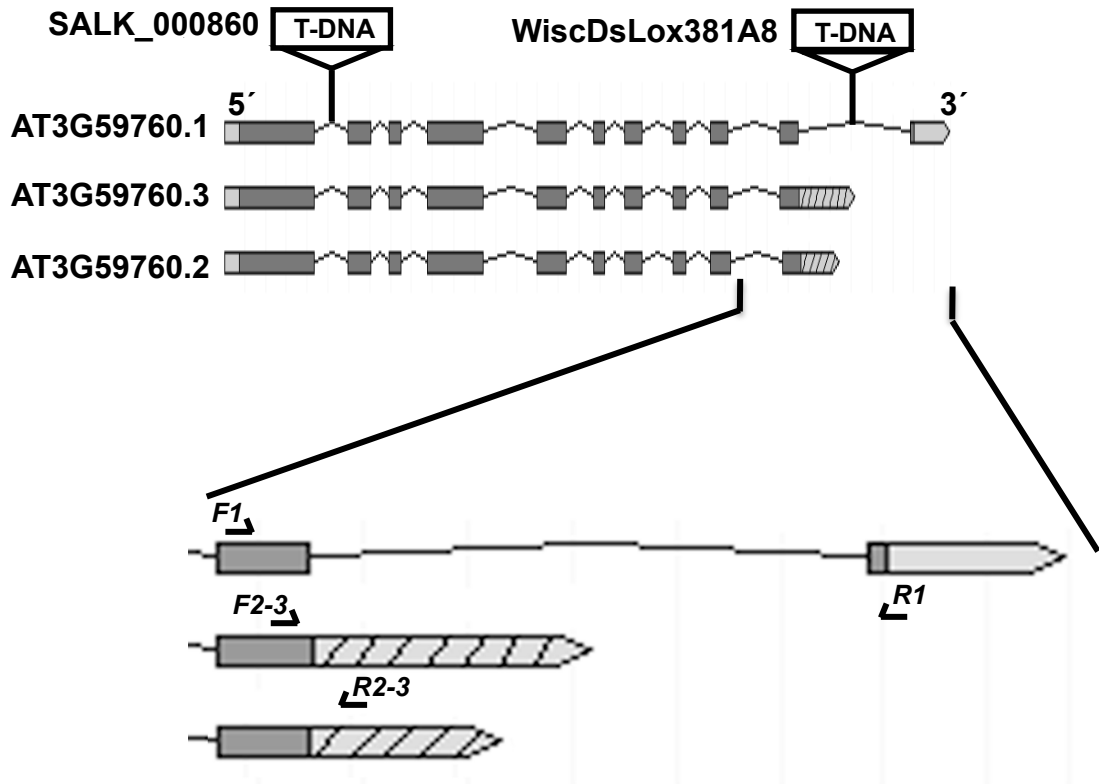 SALK_000860 T-DNA WiscDsLox381A8 T-DNA
5´ 3´
AT3G59760.1
AT3G59760.3
AT3G59760.2
F1
F2-3 R1
R2-3